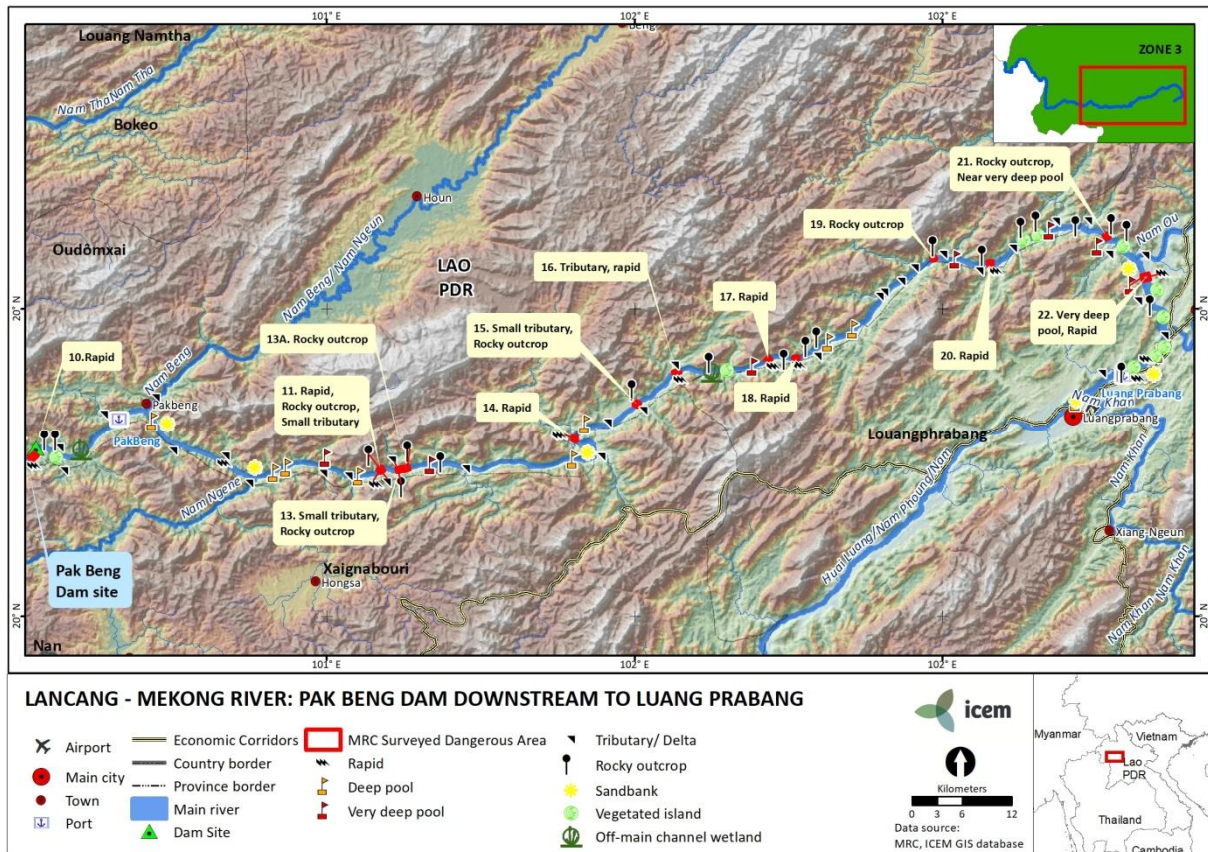 101° E
102° E
102° E
Louang Namtha
Beng
ZONE 3
Nam Tha
Nam Tha
Bokeo
21. Rocky outcrop,
Near very deep pool
Houn
19. Rocky outcrop
Nam Ou
Oudômxai
Nam Beng/ Nam Ngeun
LAO
PDR
16. Tributary, rapid
20° N
20° N
17. Rapid
15. Small tributary,
Rocky outcrop
22. Very deep
pool, Rapid
13A. Rocky outcrop
10.Rapid
20. Rapid
Nam Beng
11. Rapid,
Rocky outcrop,
Small tributary
18. Rapid
14. Rapid
Pakbeng
PakBeng
Luang Prabang
Nam Khan
Luangprabang
Louangphrabang
Nam Ngene
Nam Khan
13. Small tributary,
Rocky outcrop
Huai Luang/Nam Phoung/Nam
Xiang-Ngeun
Pak Beng
Dam site
Xaignabouri
Hongsa
Nam Khan
Nam Khan
20° N
20° N
Nan
101° E
102° E
102° E
LANCANG - MEKONG RIVER: PAK BENG DAM DOWNSTREAM TO LUANG PRABANG
Airport
Main city
Town
Port
Economic Corridors
Country border
Province border
Main river
Dam Site
MRC Surveyed Dangerous Area
Rapid
Deep pool
Very deep pool
Tributary/ Delta
Rocky outcrop
Sandbank
Vegetated island
Off-main channel wetland
icem
Kilometers
0 3 6 12
Data source:
MRC, ICEM GIS database
Myanmar
Vietnam
Lao
PDR
Thailand
Cambodia